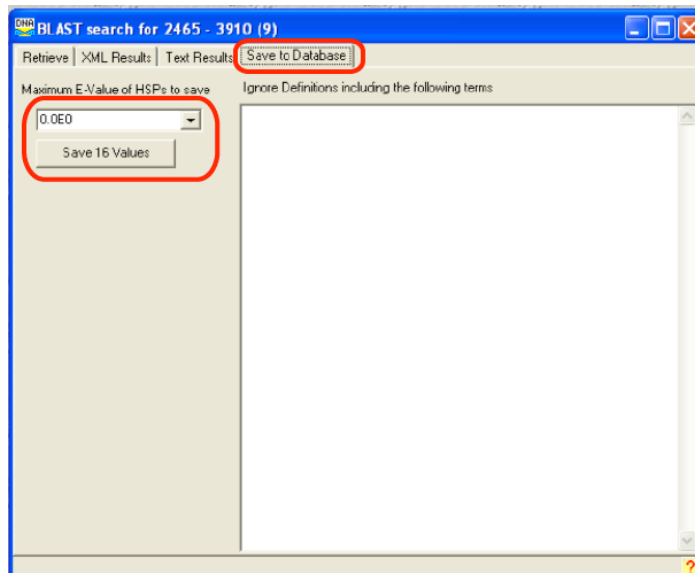 DNA
BLAST search for 2465 - 3910 (9)
Retrieve
XML Results
Text Results
Save to Database
Maximum E-Value of HSPs to save
Ignore Definitions including the following terms
0.0E0
Save 16 Values
?